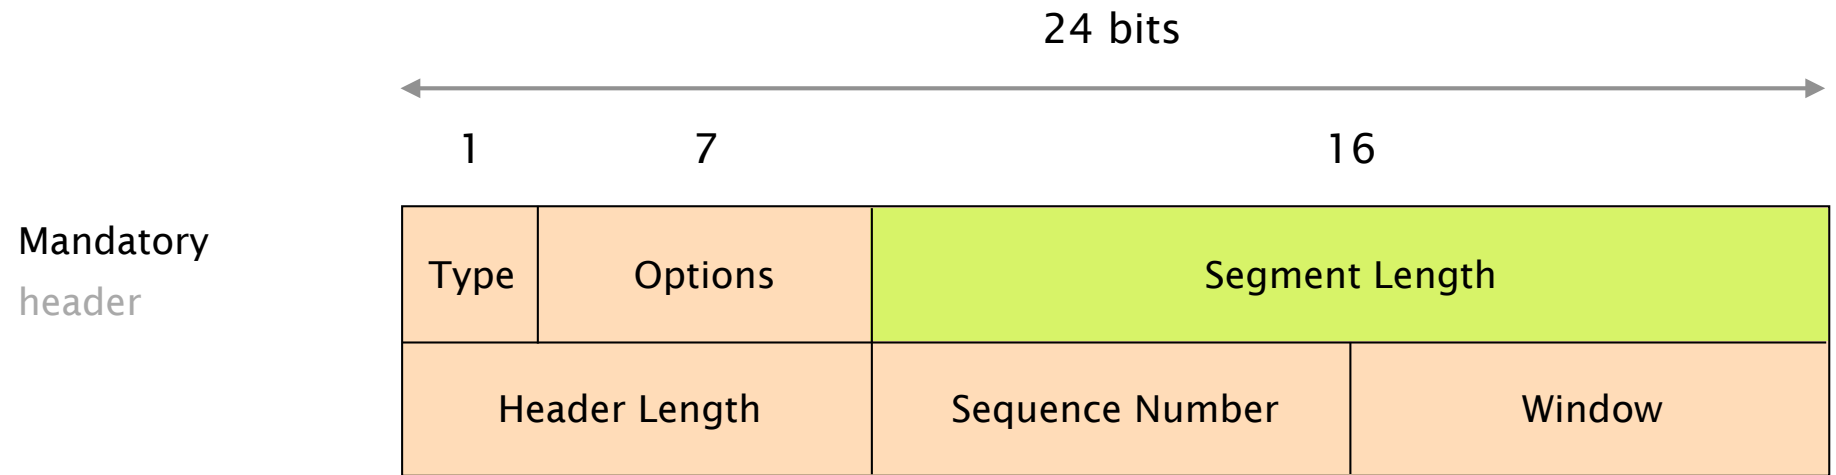 24 bits
1 7 16
Mandatory
header
Type Options Segment Length
Header Length Sequence Number Window